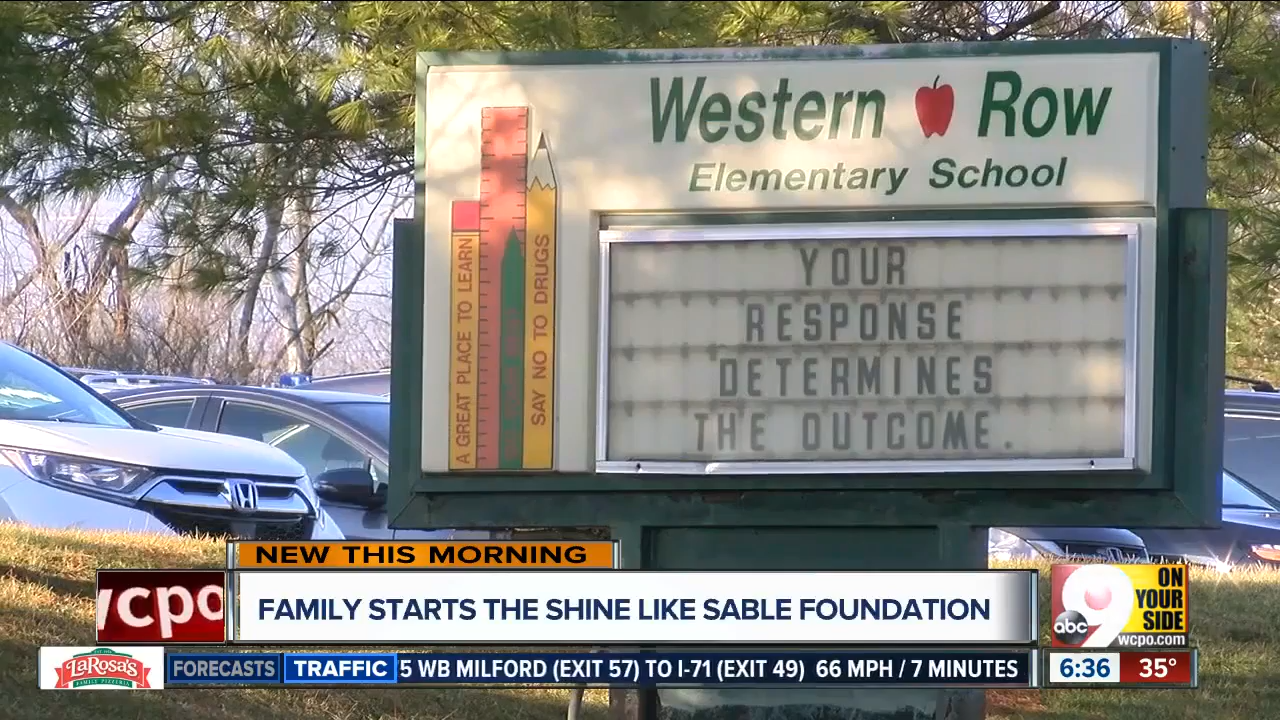 Western Row
Elementary School
A GREAT PLACE TO LEARN
SAY NO TO DRUGS
YOUR
RESPONSE
DETERMINES
THE OUTCOME.
NEW THIS MORNING
wcpo
FAMILY STARTS THE SHINE LIKE SABLE FOUNDATION
abc 9 ON
YOUR
SIDE
wcpo.com
LaRosa's
FAMILY PIZZERIA
FORECASTS TRAFFIC 5 WB MILFORD (EXIT 57) TO I-71 (EXIT 49) 66 MPH / 7 MINUTES
6:36 35°